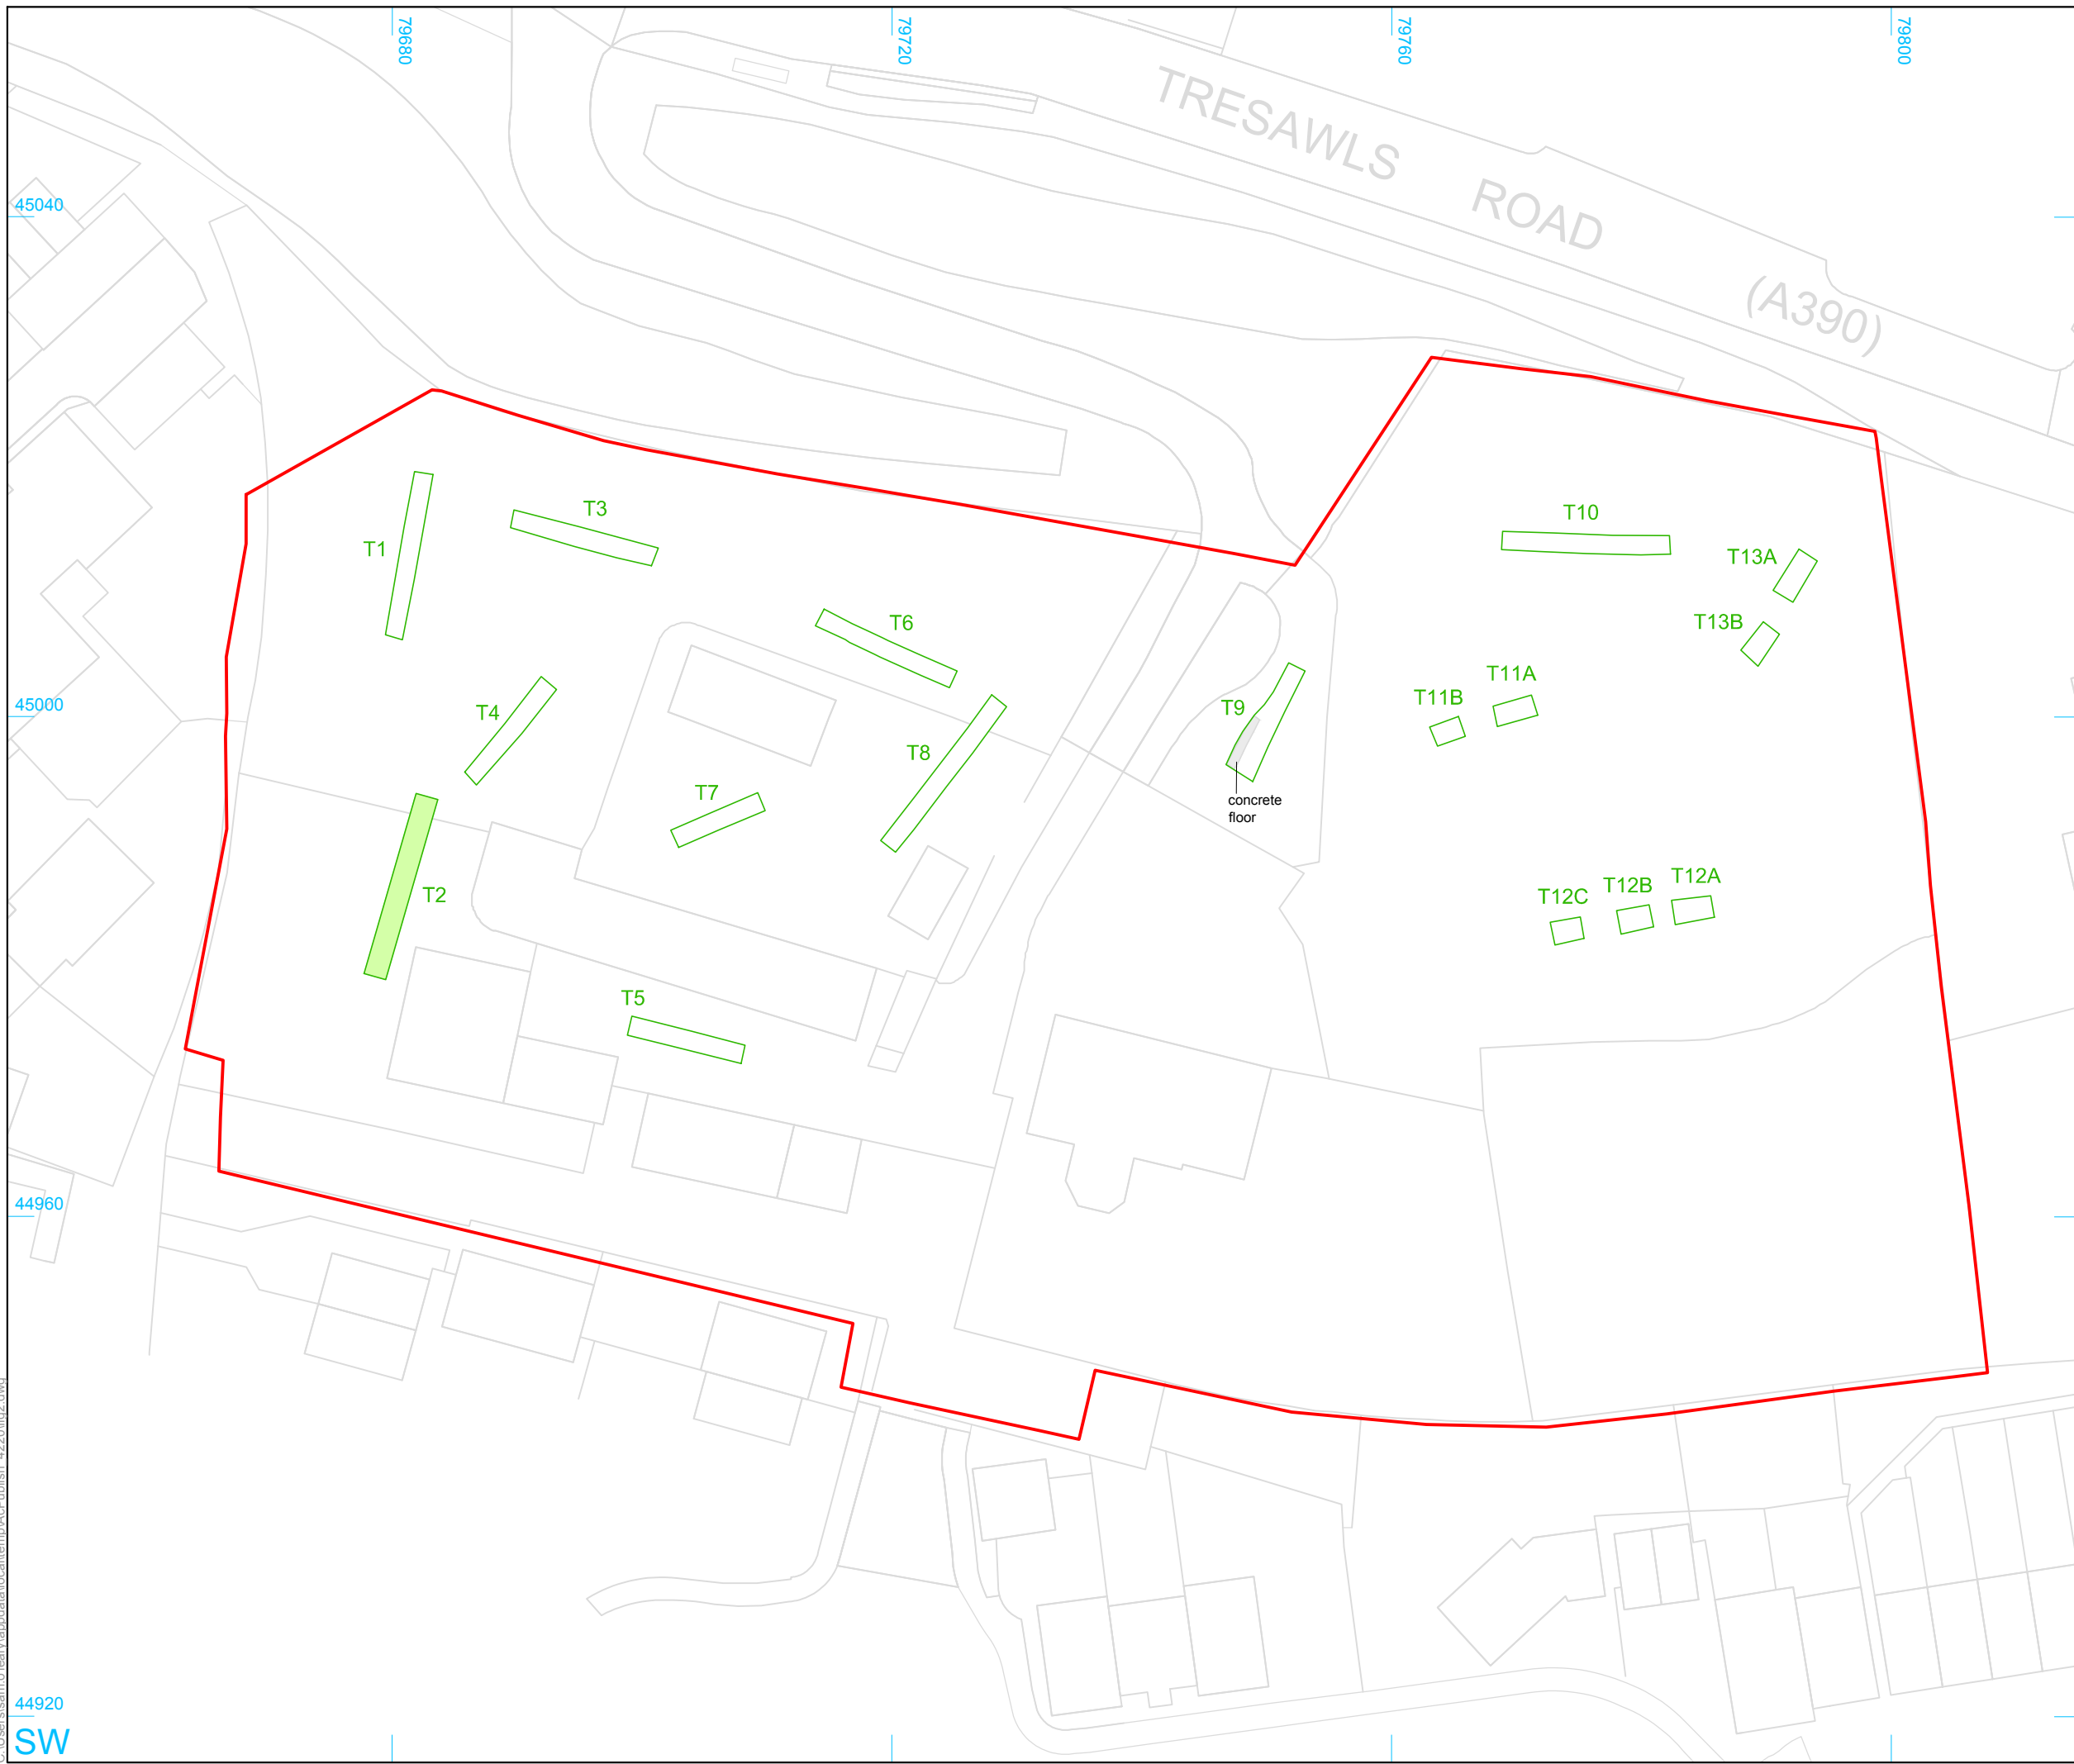 79680
79720
79760
79800
TRESAWLS ROAD (A390)
45040
T3
T10
T1
T13A
T6
T13B
T11A
T11B
T4
T9
T8
T7
concrete
floor
T2
T12A
T12B
T12C
T5
45000
44960
44920
SW